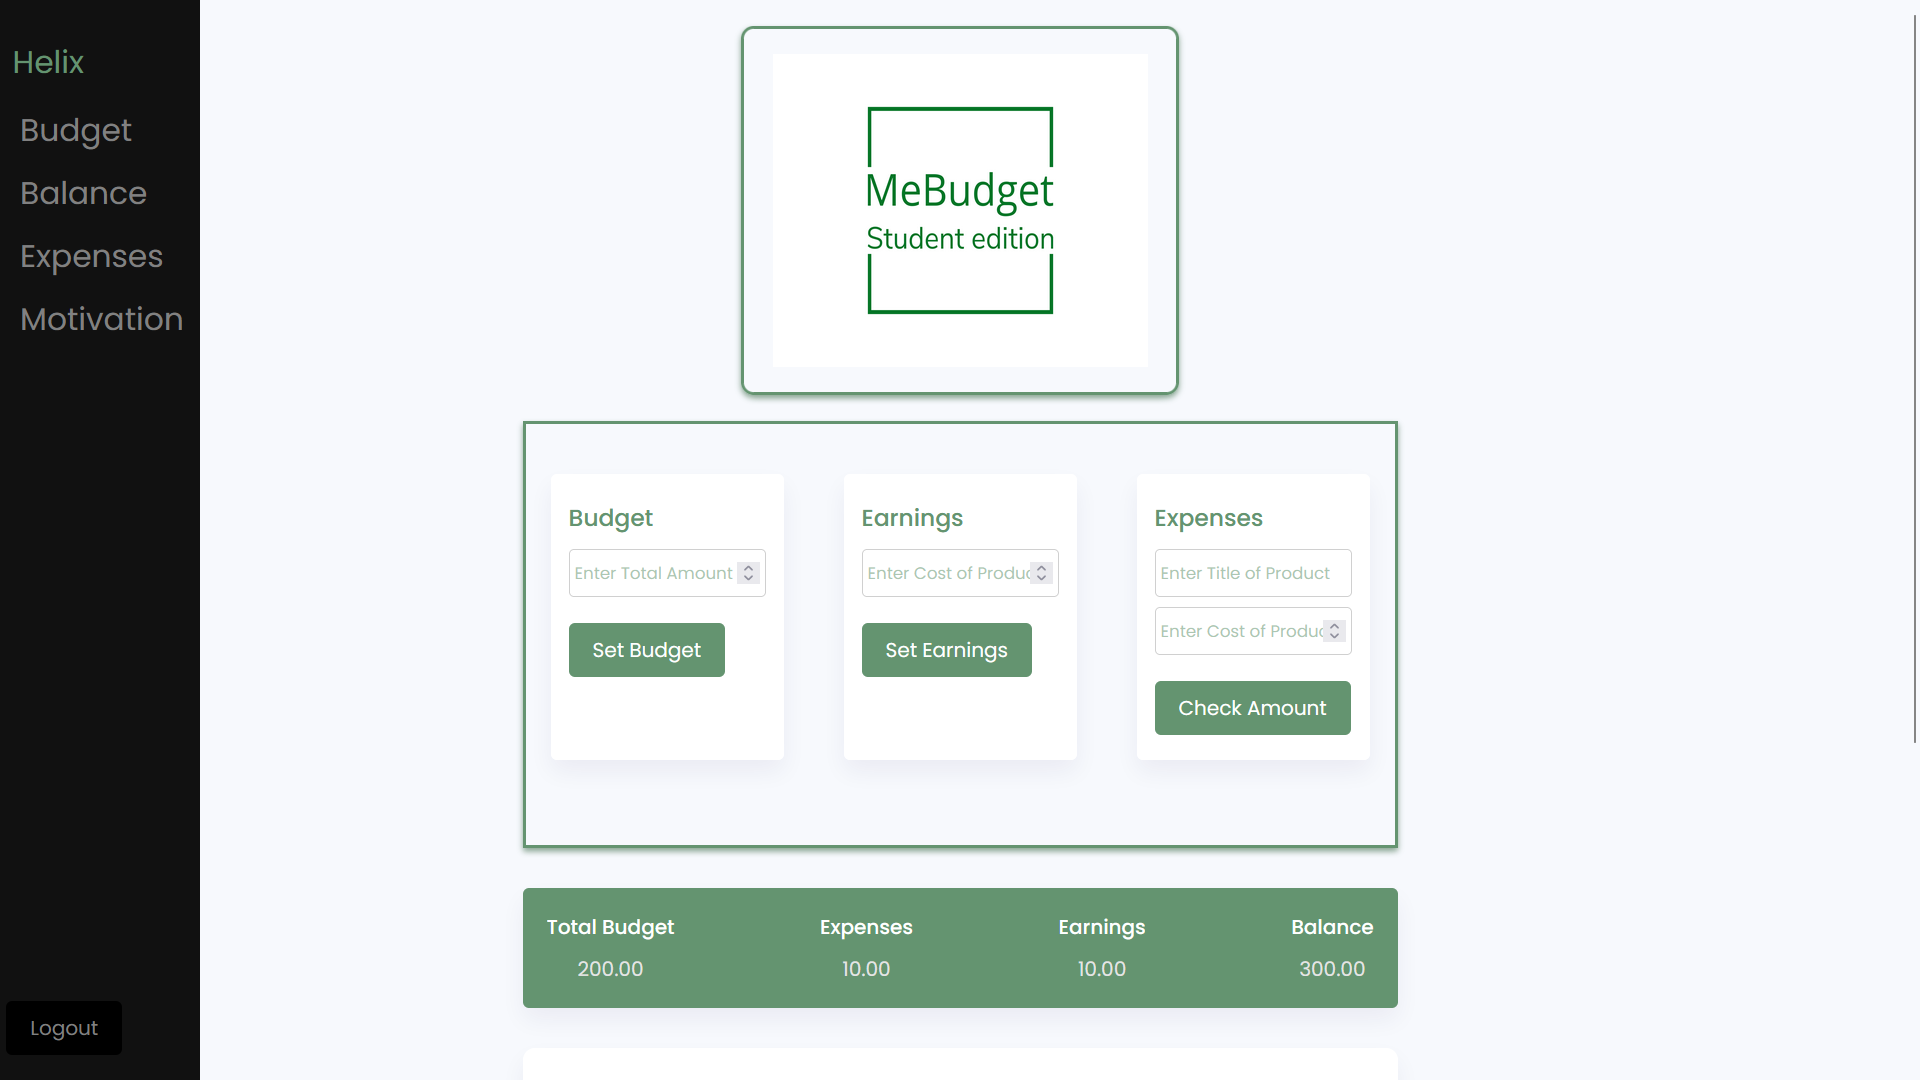 Helix
Budget
Balance
Expenses
Motivation
Logout
MeBudget
Student edition
Budget
Enter Total Amount
Set Budget
Earnings
Enter Cost of Produc
Set Earnings
Expenses
Enter Title of Product
Enter Cost of Produc
Check Amount
Total Budget Expenses Earnings Balance
200.00 10.00 10.00 300.00